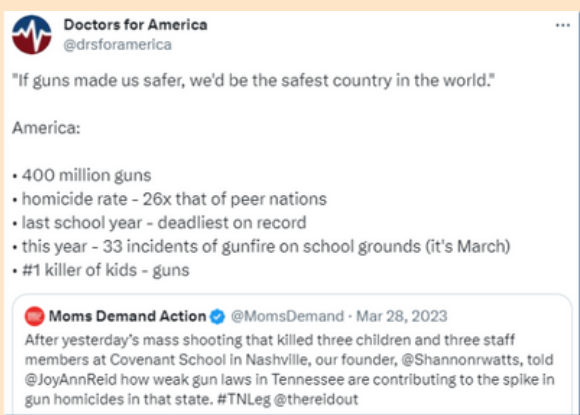 Doctors for America
@drsforamerica
"If guns made us safer, we'd be the safest country in the world."
America:
• 400 million guns
• homicide rate - 26x that of peer nations
• last school year - deadliest on record
• this year - 33 incidents of gunfire on school grounds (it's March)
• #1 killer of kids - guns
Moms Demand Action @MomsDemand · Mar 28, 2023
After yesterday's mass shooting that killed three children and three staff
members at Covenant School in Nashville, our founder, @Shannonrwatts, told
@JoyAnnReid how weak gun laws in Tennessee are contributing to the spike in
gun homicides in that state. #TNLeg @thereidout